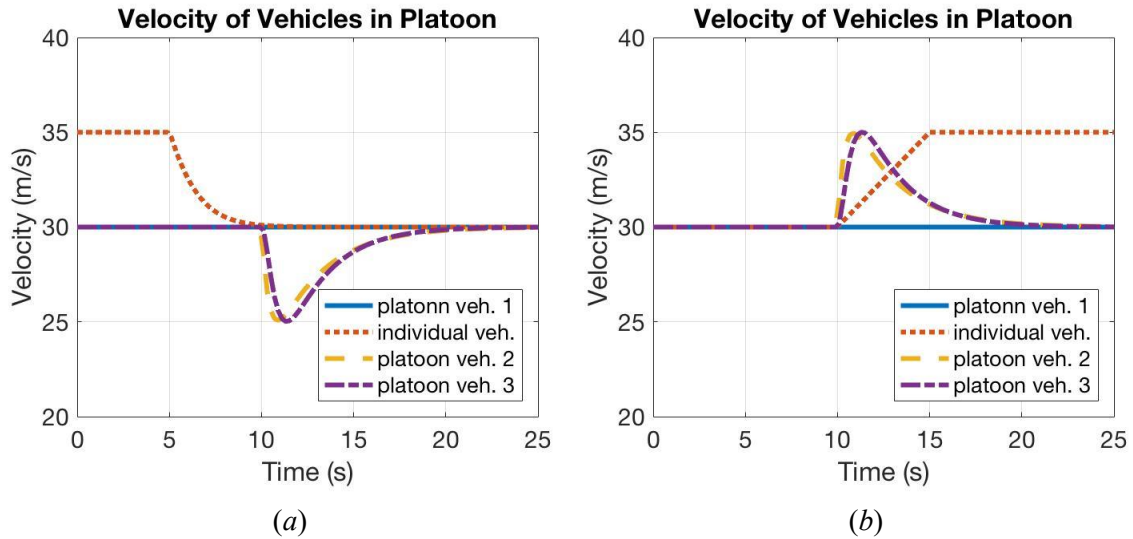 Velocity of Vehicles in Platoon
40
35
30
25
20
Velocity (m/s)
platonn veh. 1
individual veh.
platoon veh. 2
platoon veh. 3
0 5 10 15 20 25
Time (s)
(a)
Velocity of Vehicles in Platoon
40
35
30
25
20
Velocity (m/s)
platonn veh. 1
individual veh.
platoon veh. 2
platoon veh. 3
0 5 10 15 20 25
Time (s)
(b)